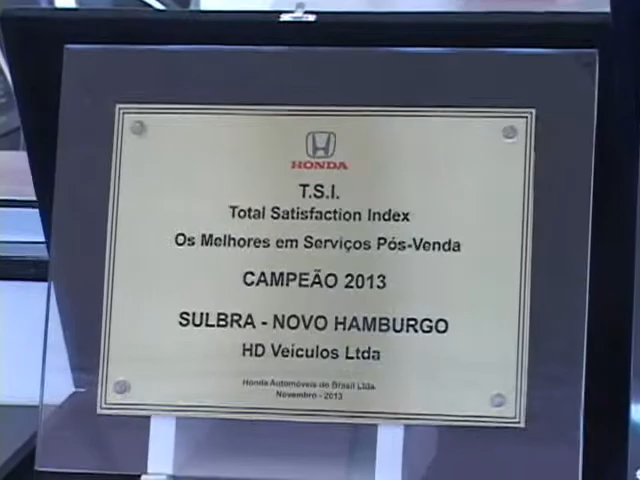 HONDA
T.S.I.
Total Satisfaction Index
Os Melhores em Serviços Pós-Venda
CAMPEÃO 2013
SULBRA - NOVO HAMBURGO
HD Veículos Ltda
Honda Automóveis do Brasil Ltda
Novembro - 2013